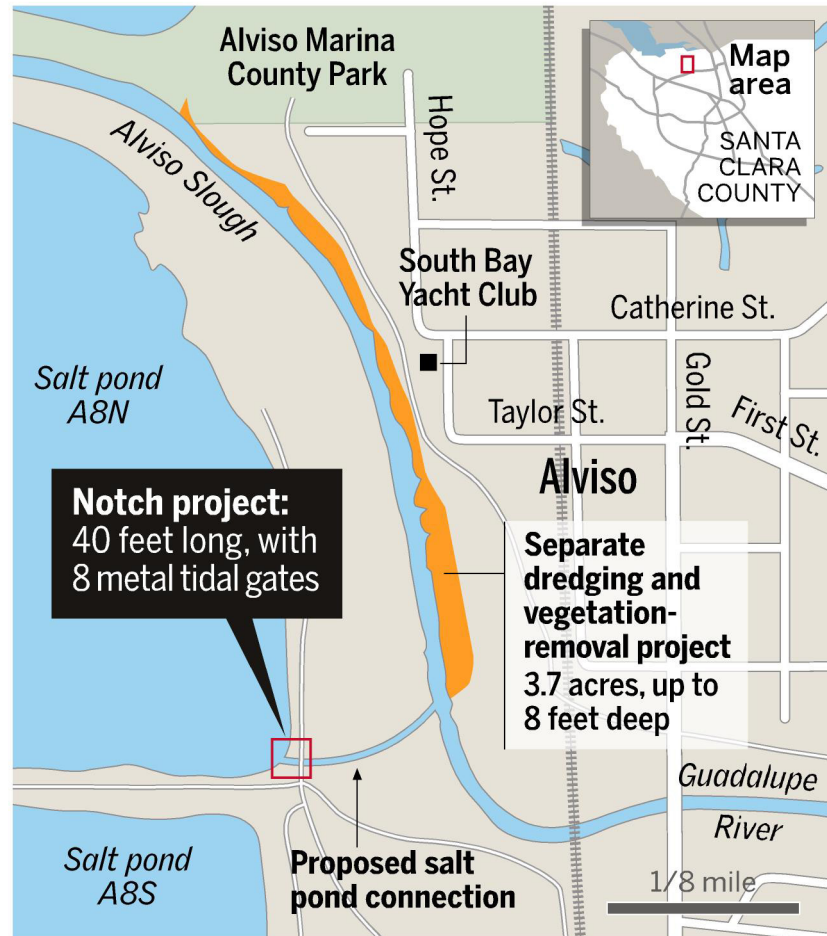 Alviso Marina
County Park
Map
area
SANTA
CLARA
COUNTY
Hope St.
Alviso Slough
South Bay
Yacht Club
Catherine St.
Salt pond
A8N
Gold St.
Taylor St.
First St.
Alviso
Notch project:
40 feet long, with
8 metal tidal gates
Separate
dredging and
vegetation-
removal project
3.7 acres, up to
8 feet deep
Guadalupe
River
Proposed salt
pond connection
Salt pond
A8S
1/8 mile